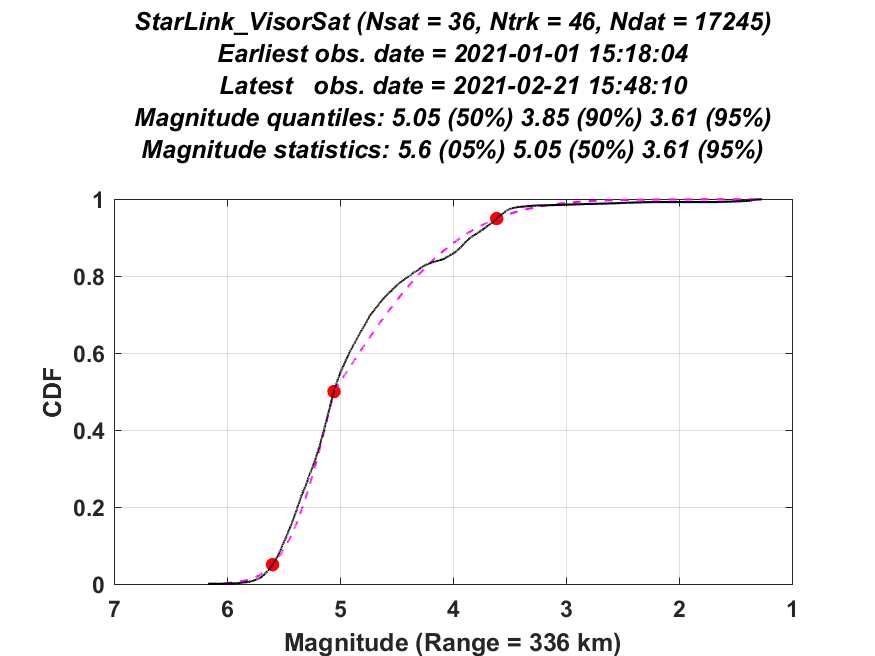 StarLink_VisorSat (Nsat = 36, Ntrk = 46, Ndat = 17245)
Earliest obs. date = 2021-01-01 15:18:04
Latest obs. date = 2021-02-21 15:48:10
Magnitude quantiles: 5.05 (50%) 3.85 (90%) 3.61 (95%)
Magnitude statistics: 5.6 (05%) 5.05 (50%) 3.61 (95%)
1
0.8
0.6
0.4
0.2
0
CDF
7 6 5 4 3 2 1
Magnitude (Range = 336 km)